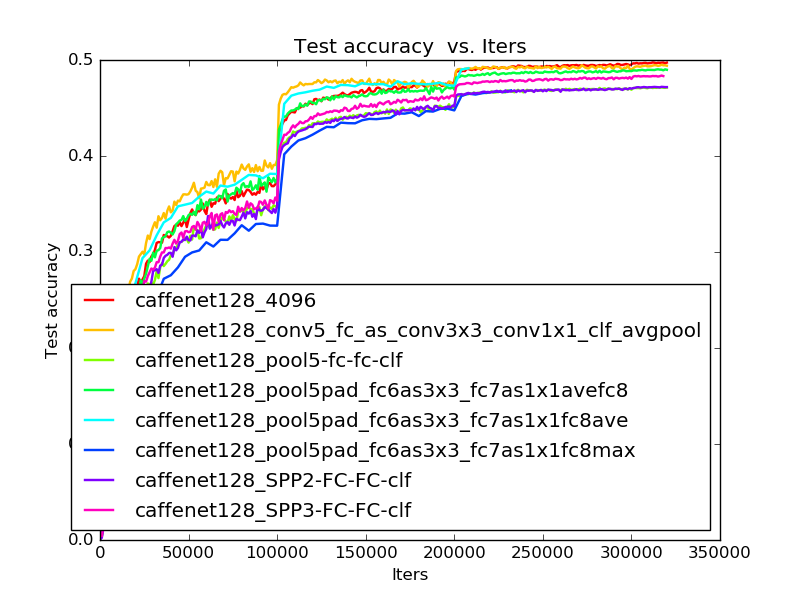 Test accuracy  vs. Iters
0.5
0.4
0.3
0.0
Test accuracy
caffenet128_4096
caffenet128_conv5_fc_as_conv3x3_conv1x1_clf_avgpool
caffenet128_pool5-fc-fc-clf
caffenet128_pool5pad_fc6as3x3_fc7as1x1avefc8
caffenet128_pool5pad_fc6as3x3_fc7as1x1fc8ave
caffenet128_pool5pad_fc6as3x3_fc7as1x1fc8max
caffenet128_SPP2-FC-FC-clf
caffenet128_SPP3-FC-FC-clf
0 50000 100000 150000 200000 250000 300000 350000
Iters